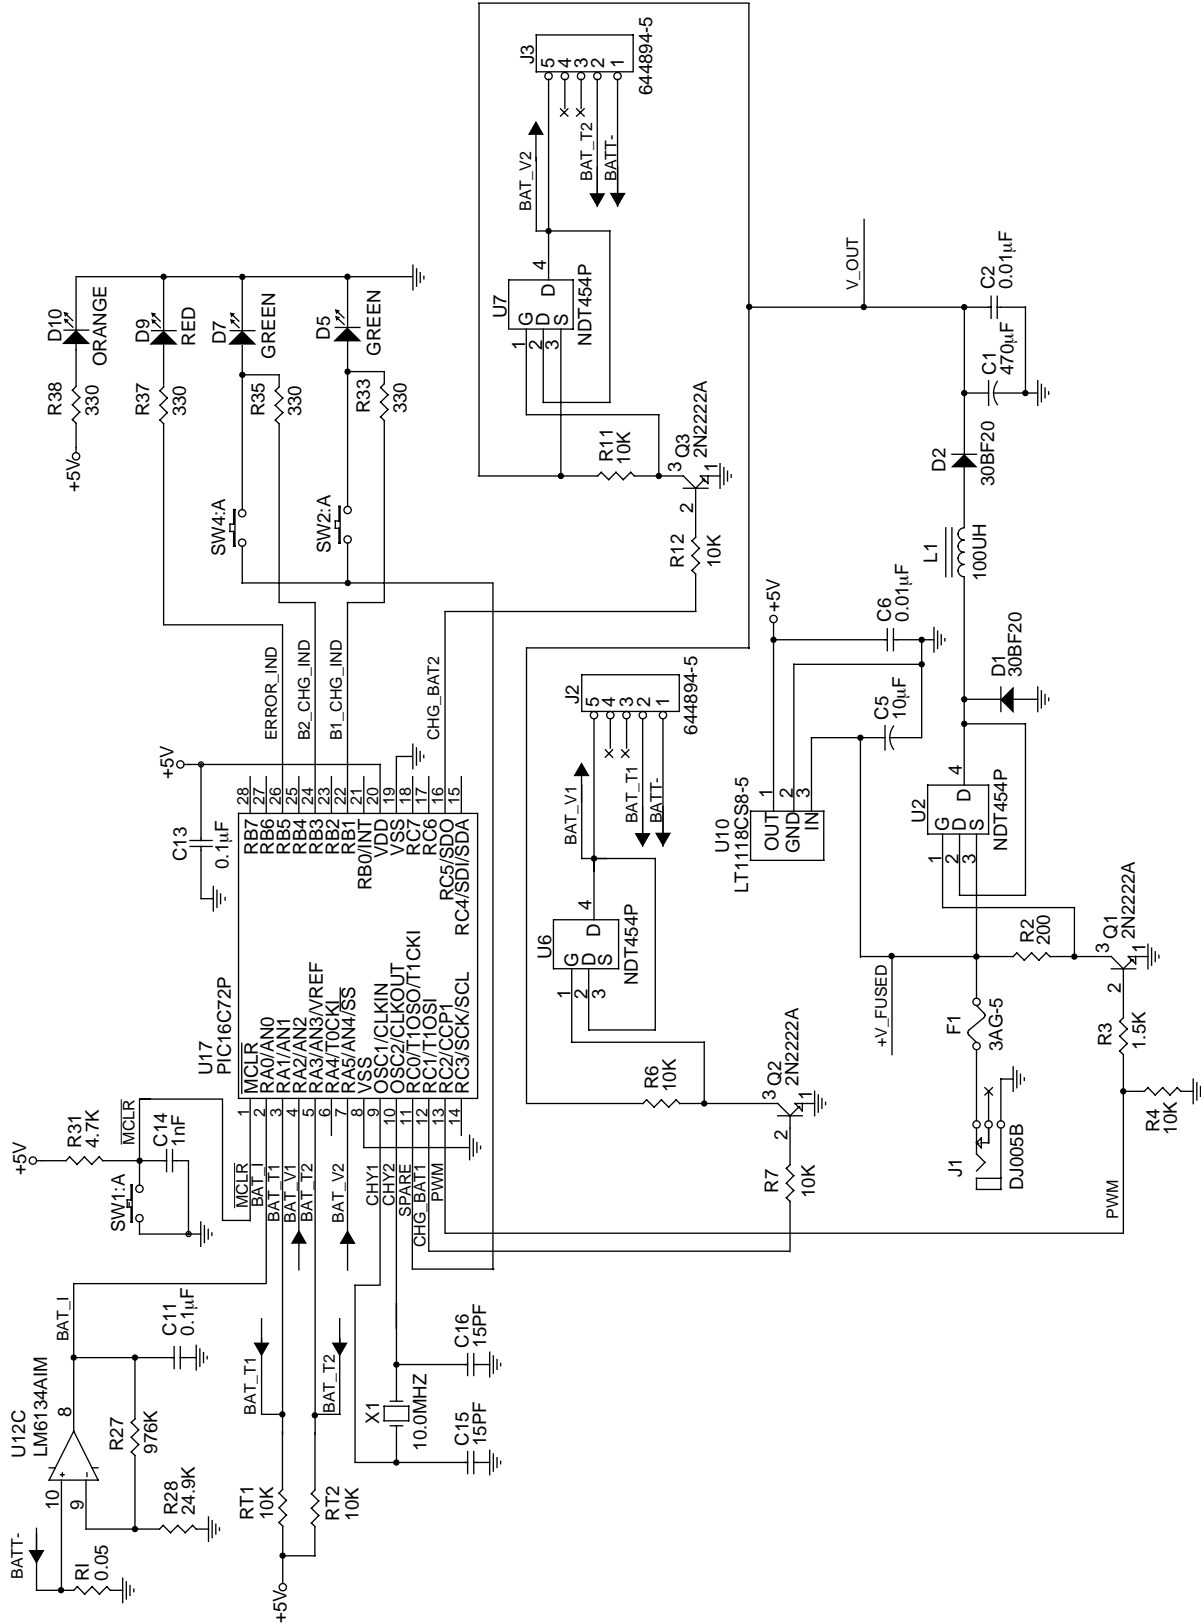 BATT-
RI
0.05
10
9
8
U12C
LM6134AIM
R28
24.9K
R27
976K
C11
0.1µF
BAT_I
+5V
RT1
10K
RT2
10K
BAT_T1
BAT_T2
X1
10.0MHZ
C15
15PF
C16
15PF
SW1:A
+5V
R31
4.7K
C14
1nF
MCLR
MCLR
BAT_I
BAT_T1
BAT_V1
BAT_T2
BAT_V2
CHY1
CHY2
SPARE
CHG_BAT1
PWM
U17
PIC16C72P
1 MCLR
2 RA0/AN0
3 RA1/AN1
4 RA2/AN2
5 RA3/AN3/VREF
6 RA4/T0CKI
7 RA5/AN4/SS
8 VSS
9 OSC1/CLKIN
10 OSC2/CLKOUT
11 RC0/T1OSO/T1CKI
12 RC1/T1OSI
13 RC2/CCP1
14 RC3/SCK/SCL
RB7 28
RB6 27
RB5 26
RB4 25
RB3 24
RB2 23
RB1 22
RB0/INT 21
VDD 20
VSS 19
RC7 18
RC6 17
RC5/SDO 16
RC4/SDI/SDA 15
C13
0.1µF
+5V
ERROR_IND
B2_CHG_IND
B1_CHG_IND
CHG_BAT2
+5V
R38
330
D10
ORANGE
R37
330
D9
RED
SW4:A
R35
330
D7
GREEN
SW2:A
R33
330
D5
GREEN
R12
10K
2
3
1
Q3
2N2222A
R11
10K
U7
1 G
2 D
3 S
D 4
NDT454P
BAT_V2
BAT_T2
BATT-
J3
5
4
3
2
1
644894-5
R7
10K
2
3
1
Q2
2N2222A
R6
10K
U6
1 G
2 D
3 S
D 4
NDT454P
BAT_V1
BAT_T1
BATT-
J2
5
4
3
2
1
644894-5
U10
LT1118CS8-5
OUT 1
GND 2
IN 3
+5V
C5
10µF
C6
0.01µF
PWM
J1
DJ005B
F1
3AG-5
+V_FUSED
R4
10K
R3
1.5K
2
3
1
Q1
2N2222A
R2
200
U2
1 G
2 D
3 S
D 4
NDT454P
D1
30BF20
L1
100UH
D2
30BF20
C1
470µF
C2
0.01µF
V_OUT